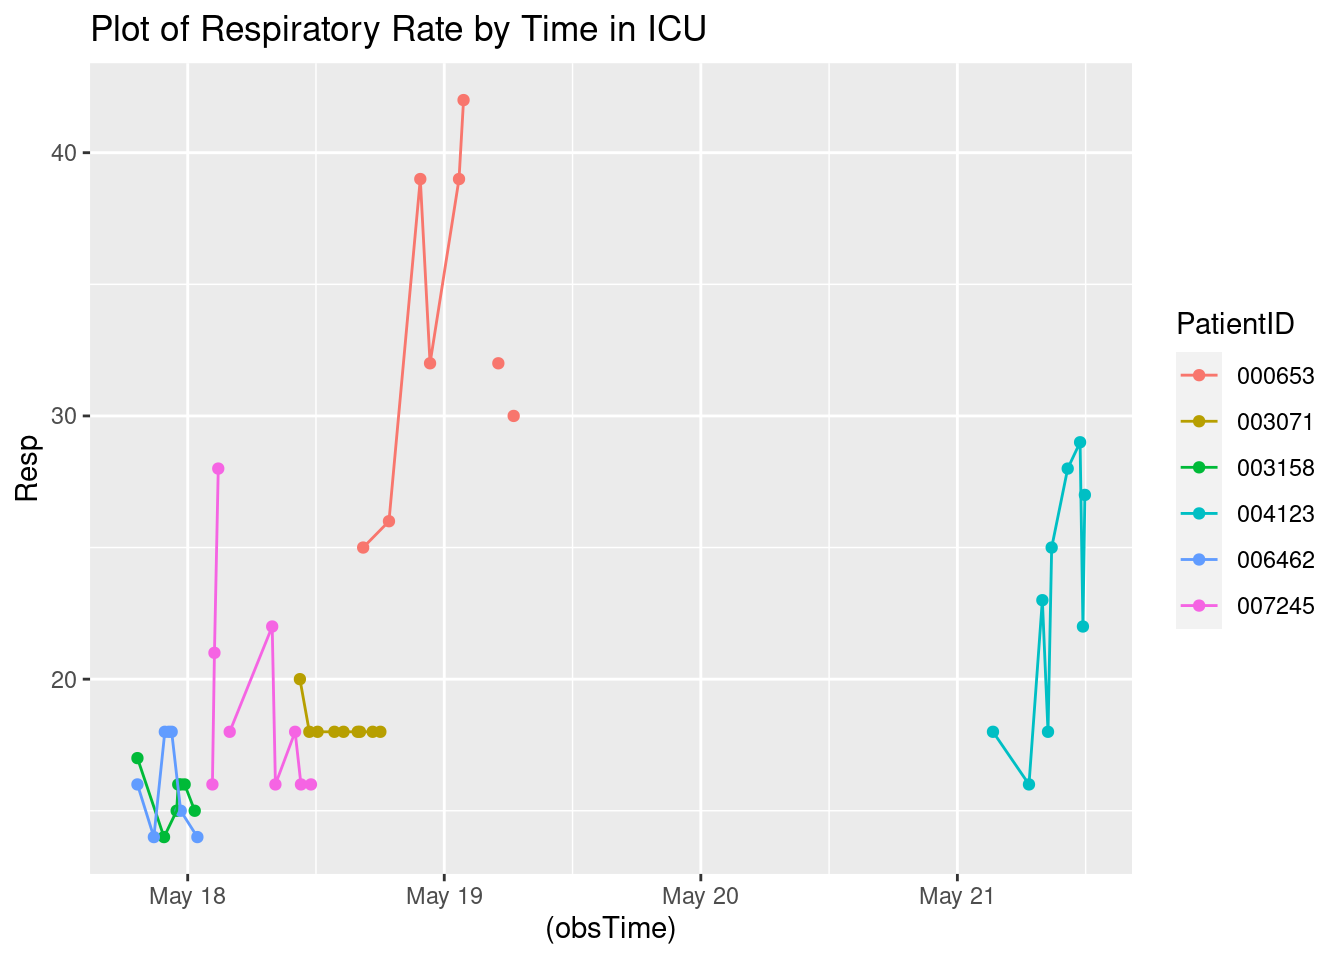 Plot of Respiratory Rate by Time in ICU
40
30
20
Resp
May 18
May 19
May 20
May 21
(obsTime)
PatientID
000653
003071
003158
004123
006462
007245